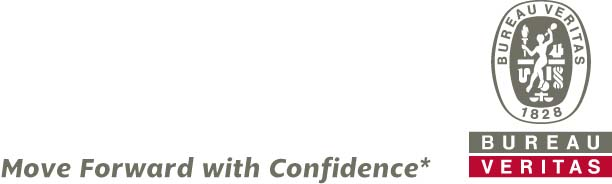 BUREAU VERITAS
1828
BUREAU
VERITAS
Move Forward with Confidence*